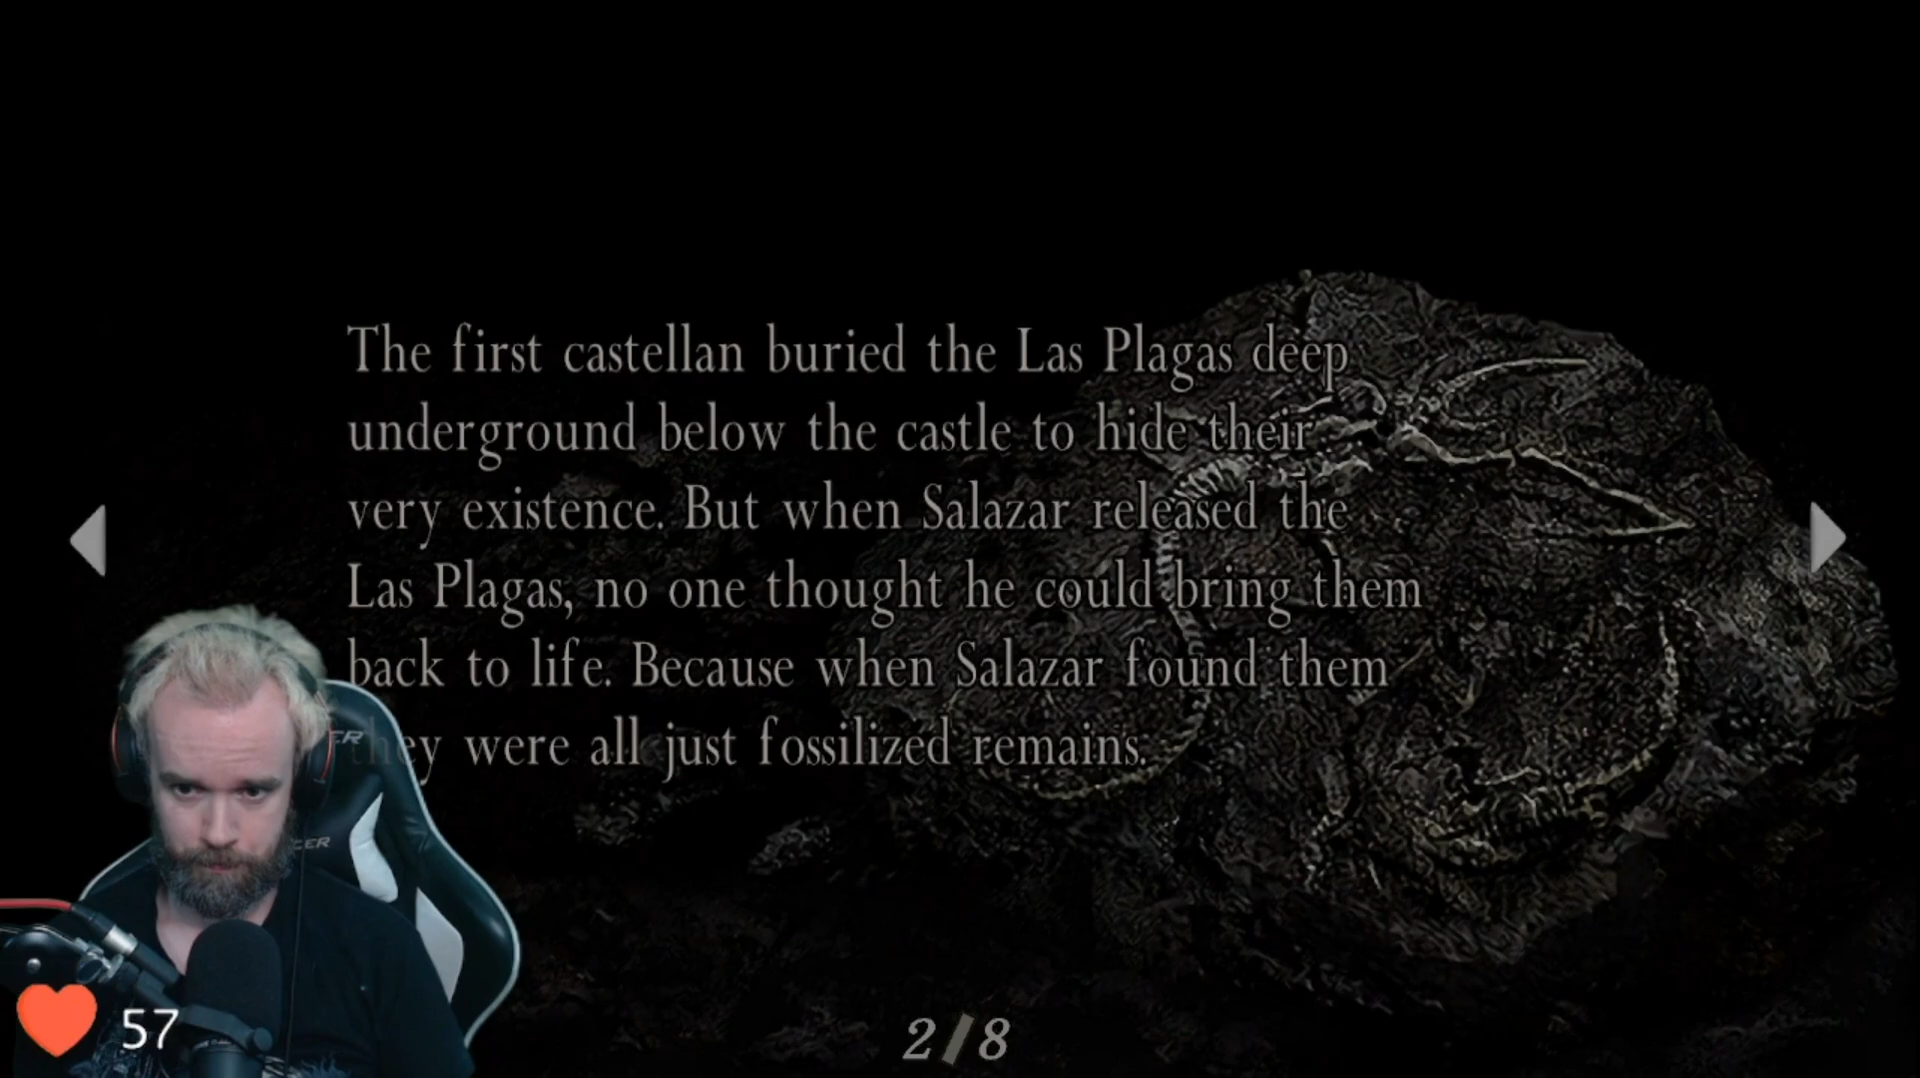 The first castellan buried the Las Plagas deep
underground below the castle to hide their
very existence. But when Salazar released the
Las Plagas, no one thought he could bring them
back to life. Because when Salazar found them
they were all just fossilized remains.
ER
CER
57
2/8